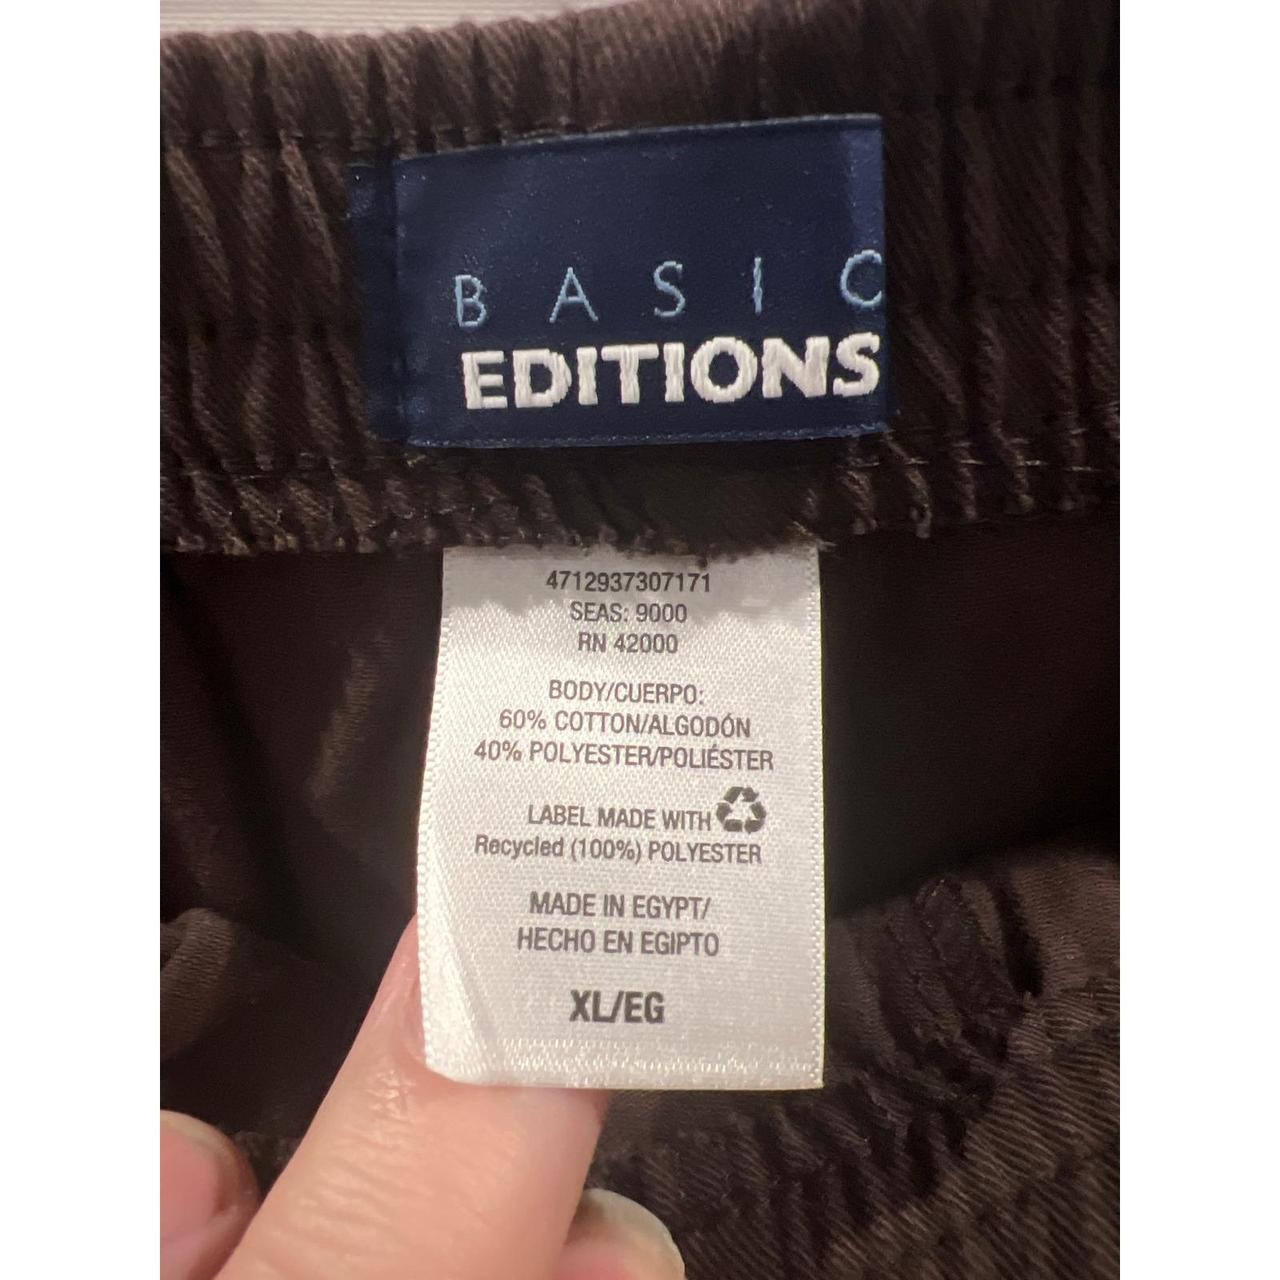 BASIC
EDITIONS
4712937307171
SEAS: 9000
RN 42000
BODY/CUERPO:
60% COTTON/ALGODÓN
40% POLYESTER/POLIÉSTER
LABEL MADE WITH
Recycled (100%) POLYESTER
MADE IN EGYPT/
HECHO EN EGIPTO
XL/EG